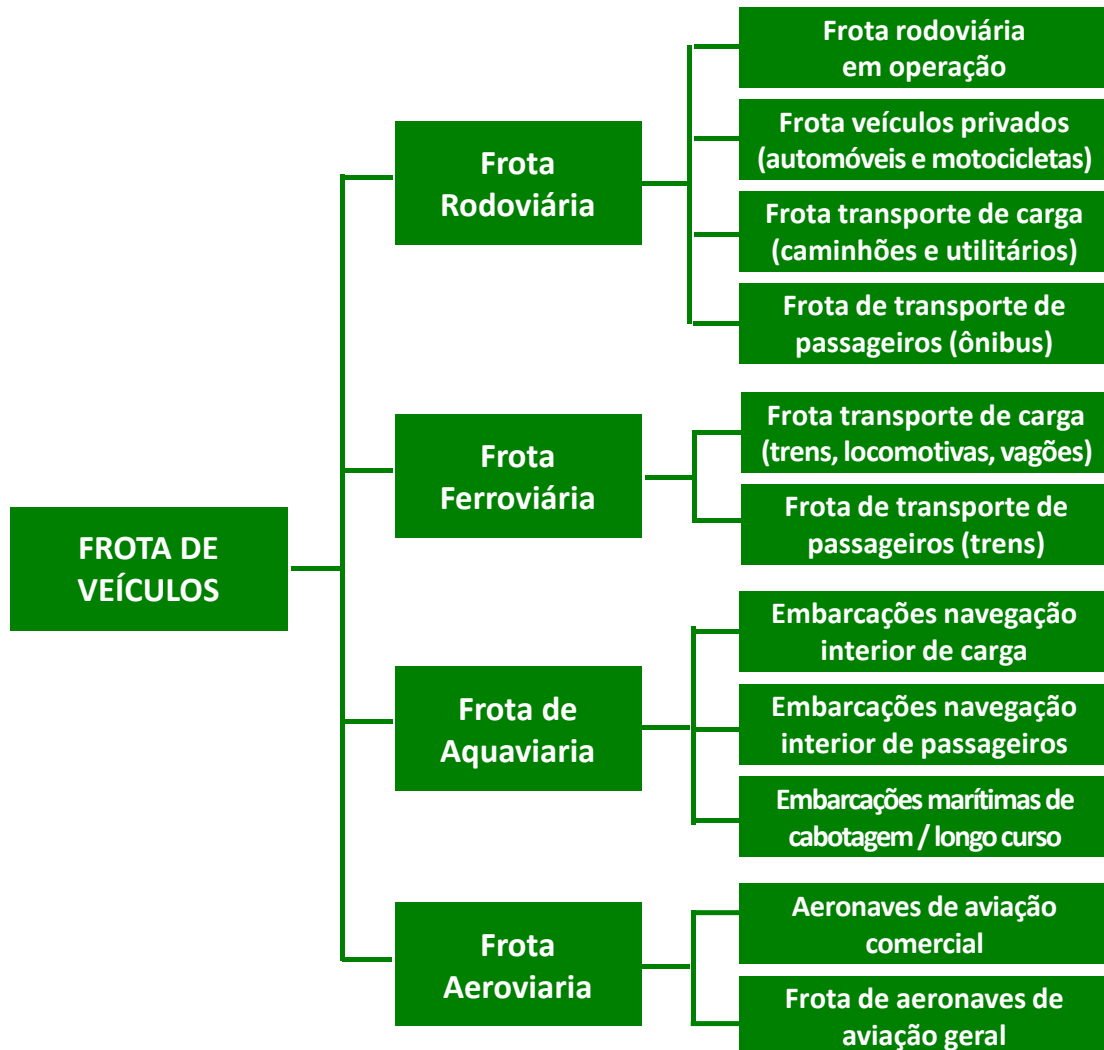 FROTA DE
VEÍCULOS
Frota
Rodoviária
Frota rodoviária
em operação
Frota veículos privados
(automóveis e motocicletas)
Frota transporte de carga
(caminhões e utilitários)
Frota de transporte de
passageiros (ônibus)
Frota
Ferroviária
Frota transporte de carga
(trens, locomotivas, vagões)
Frota de transporte de
passageiros (trens)
Frota de
Aquaviaria
Embarcações navegação
interior de carga
Embarcações navegação
interior de passageiros
Embarcações marítimas de
cabotagem / longo curso
Frota
Aeroviaria
Aeronaves de aviação
comercial
Frota de aeronaves de
aviação geral